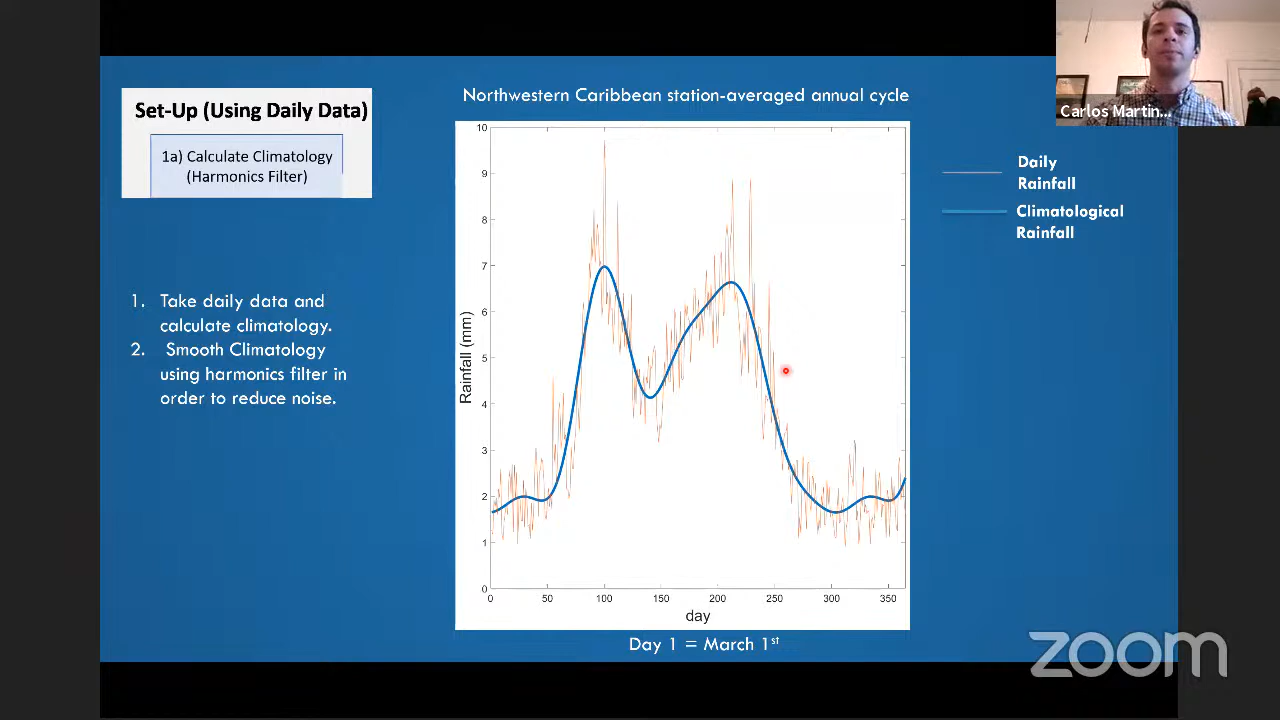 Set-Up (Using Daily Data)
1a) Calculate Climatology
(Harmonics Filter)
1. Take daily data and
calculate climatology.
2. Smooth Climatology
using harmonics filter in
order to reduce noise.
Northwestern Caribbean station-averaged annual cycle
10
9
8
7
6
5
4
3
2
1
0
Rainfall (mm)
0 50 100 150 200 250 300 350
day
Day 1 = March 1st
Daily
Rainfall
Climatological
Rainfall
Carlos Martin...
zoom